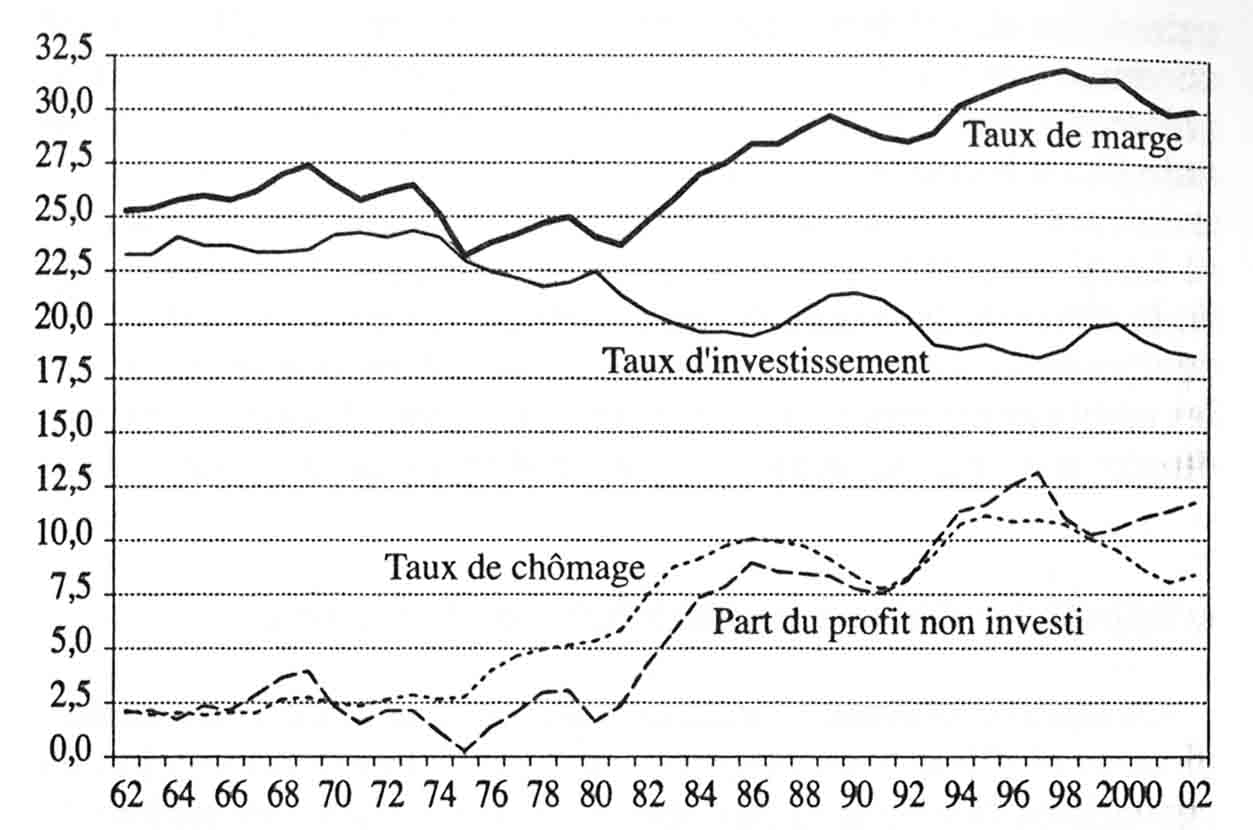 32,5
30,0
Taux de marge
27,5
25,0
22,5
20,0
Taux d'investissement
17,5
15,0
12,5
10,0
Taux de chômage
7,5
Part du profit non investi
5,0
2,5
0,0
62 64 66 68 70 72 74 76 78 80 82 84 86 88 90 92 94 96 98 2000 02